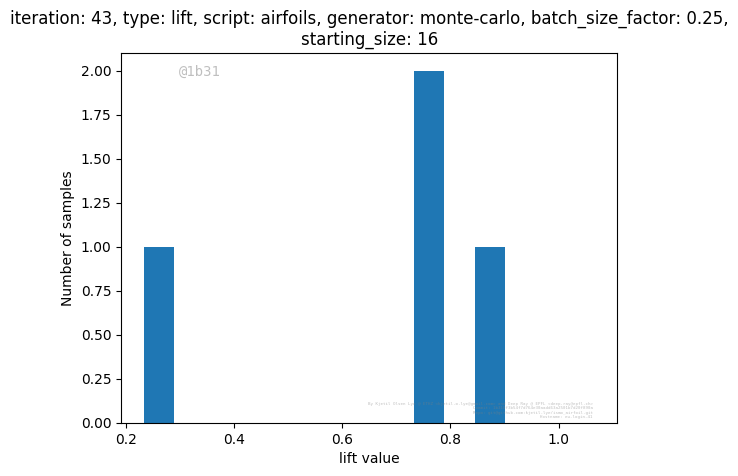 iteration: 43, type: lift, script: airfoils, generator: monte-carlo, batch_size_factor: 0.25,
starting_size: 16
@1b31
2.00
1.75
1.50
1.25
1.00
0.75
0.50
0.25
0.00
Number of samples
0.2
0.4
0.6
0.8
1.0
lift value